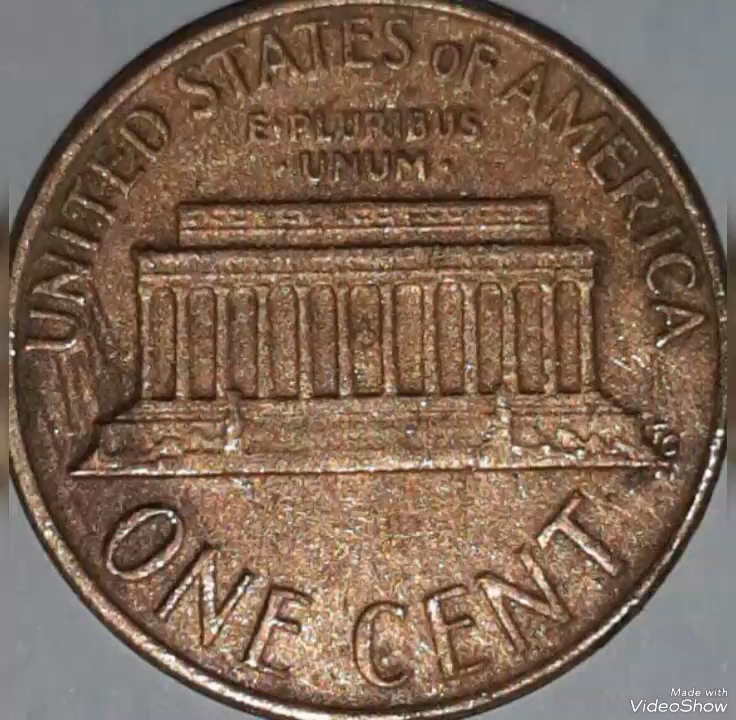 UNITED STATES OF AMERICA
E·PLURIBUS
·UNUM·
ONE CENT
Made with
VideoShow